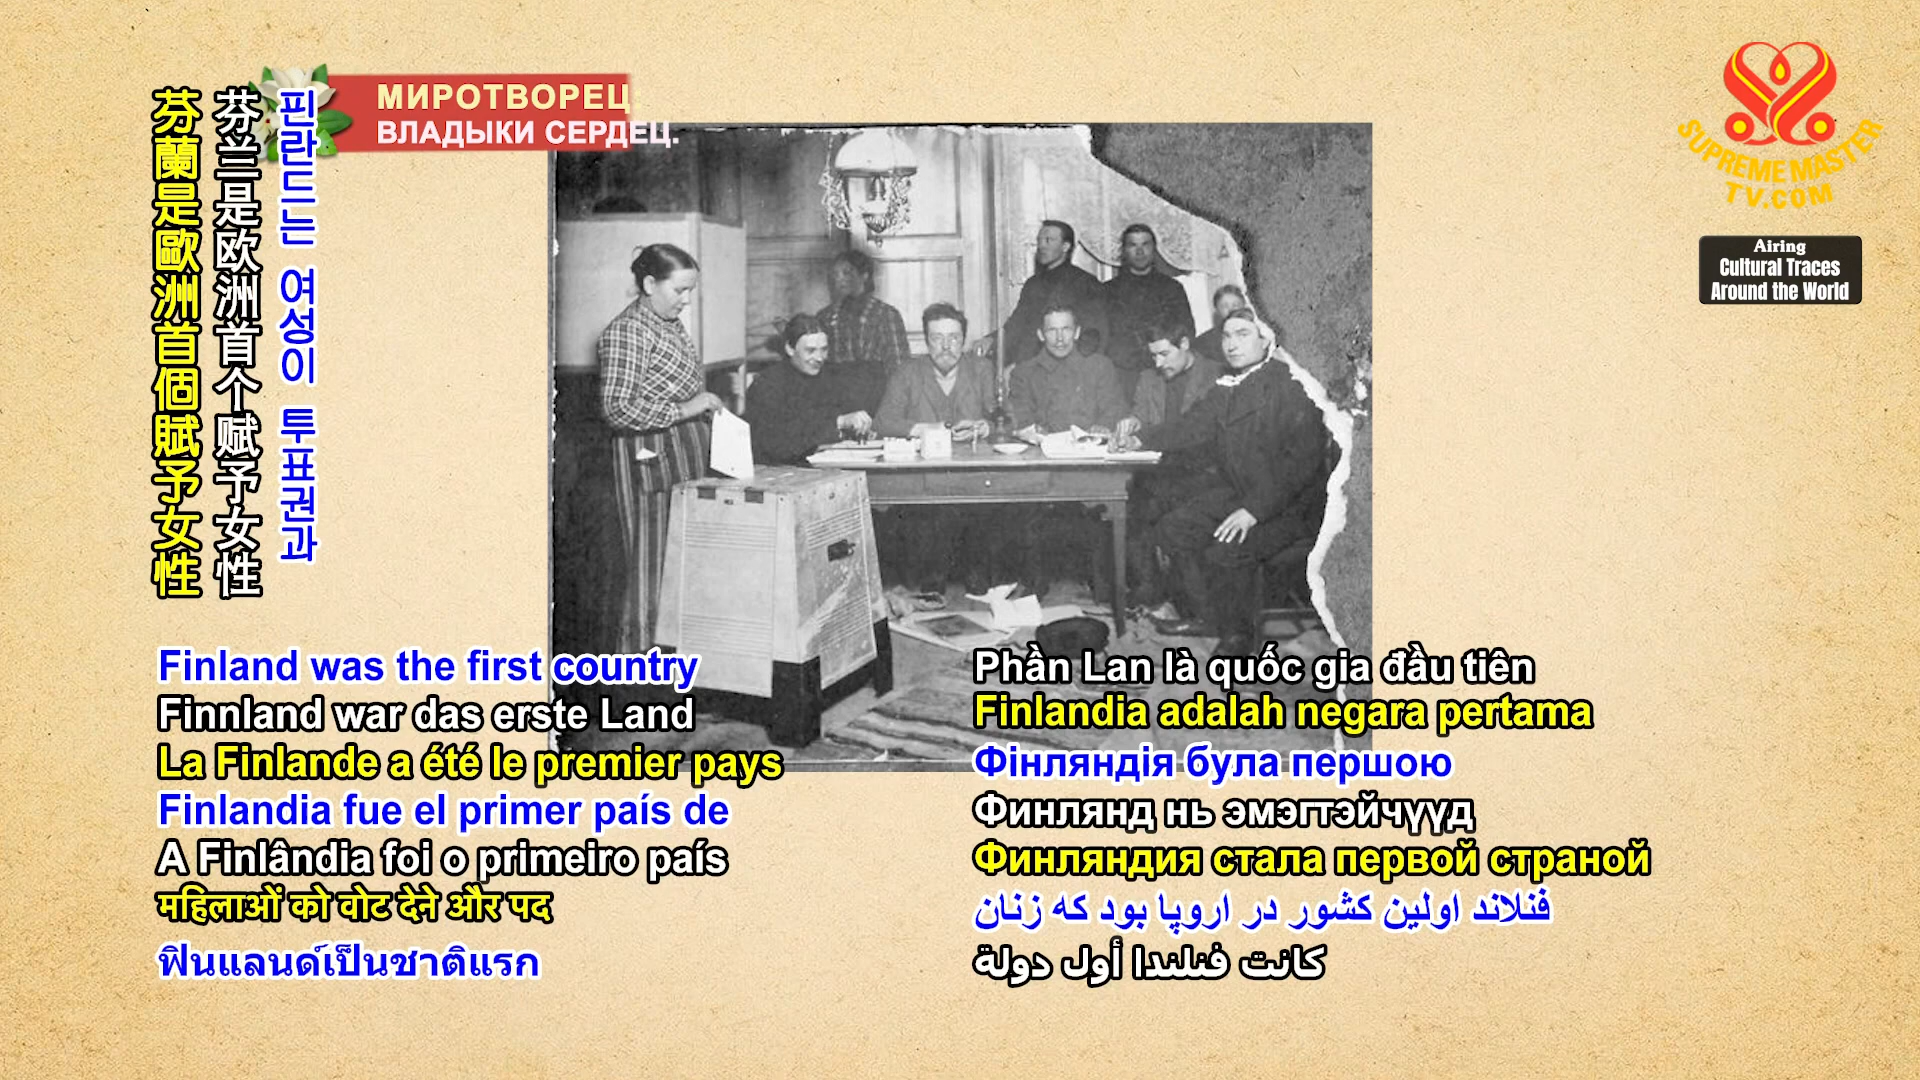 МИРОТВОРЕЦ
ВЛАДЫКИ СЕРДЕЦ.
SUPREME MASTER
TV.COM
Airing
Cultural Traces
Around the World
芬蘭是歐洲首個賦予女性
芬兰是欧洲首个赋予女性
핀란드는 여성이 투표권과
Finland was the first country
Finnland war das erste Land
La Finlande a été le premier pays
Finlandia fue el primer país de
A Finlândia foi o primeiro país
महिलाओं को वोट देने और पद
ฟินแลนด์เป็นชาติแรก
Phần Lan là quốc gia đầu tiên
Finlandia adalah negara pertama
Фінляндія була першою
Финлянд нь эмэгтэйчүүд
Финляндия стала первой страной
فنلاند اولین کشور در اروپا بود که زنان
كانت فنلندا أول دولة